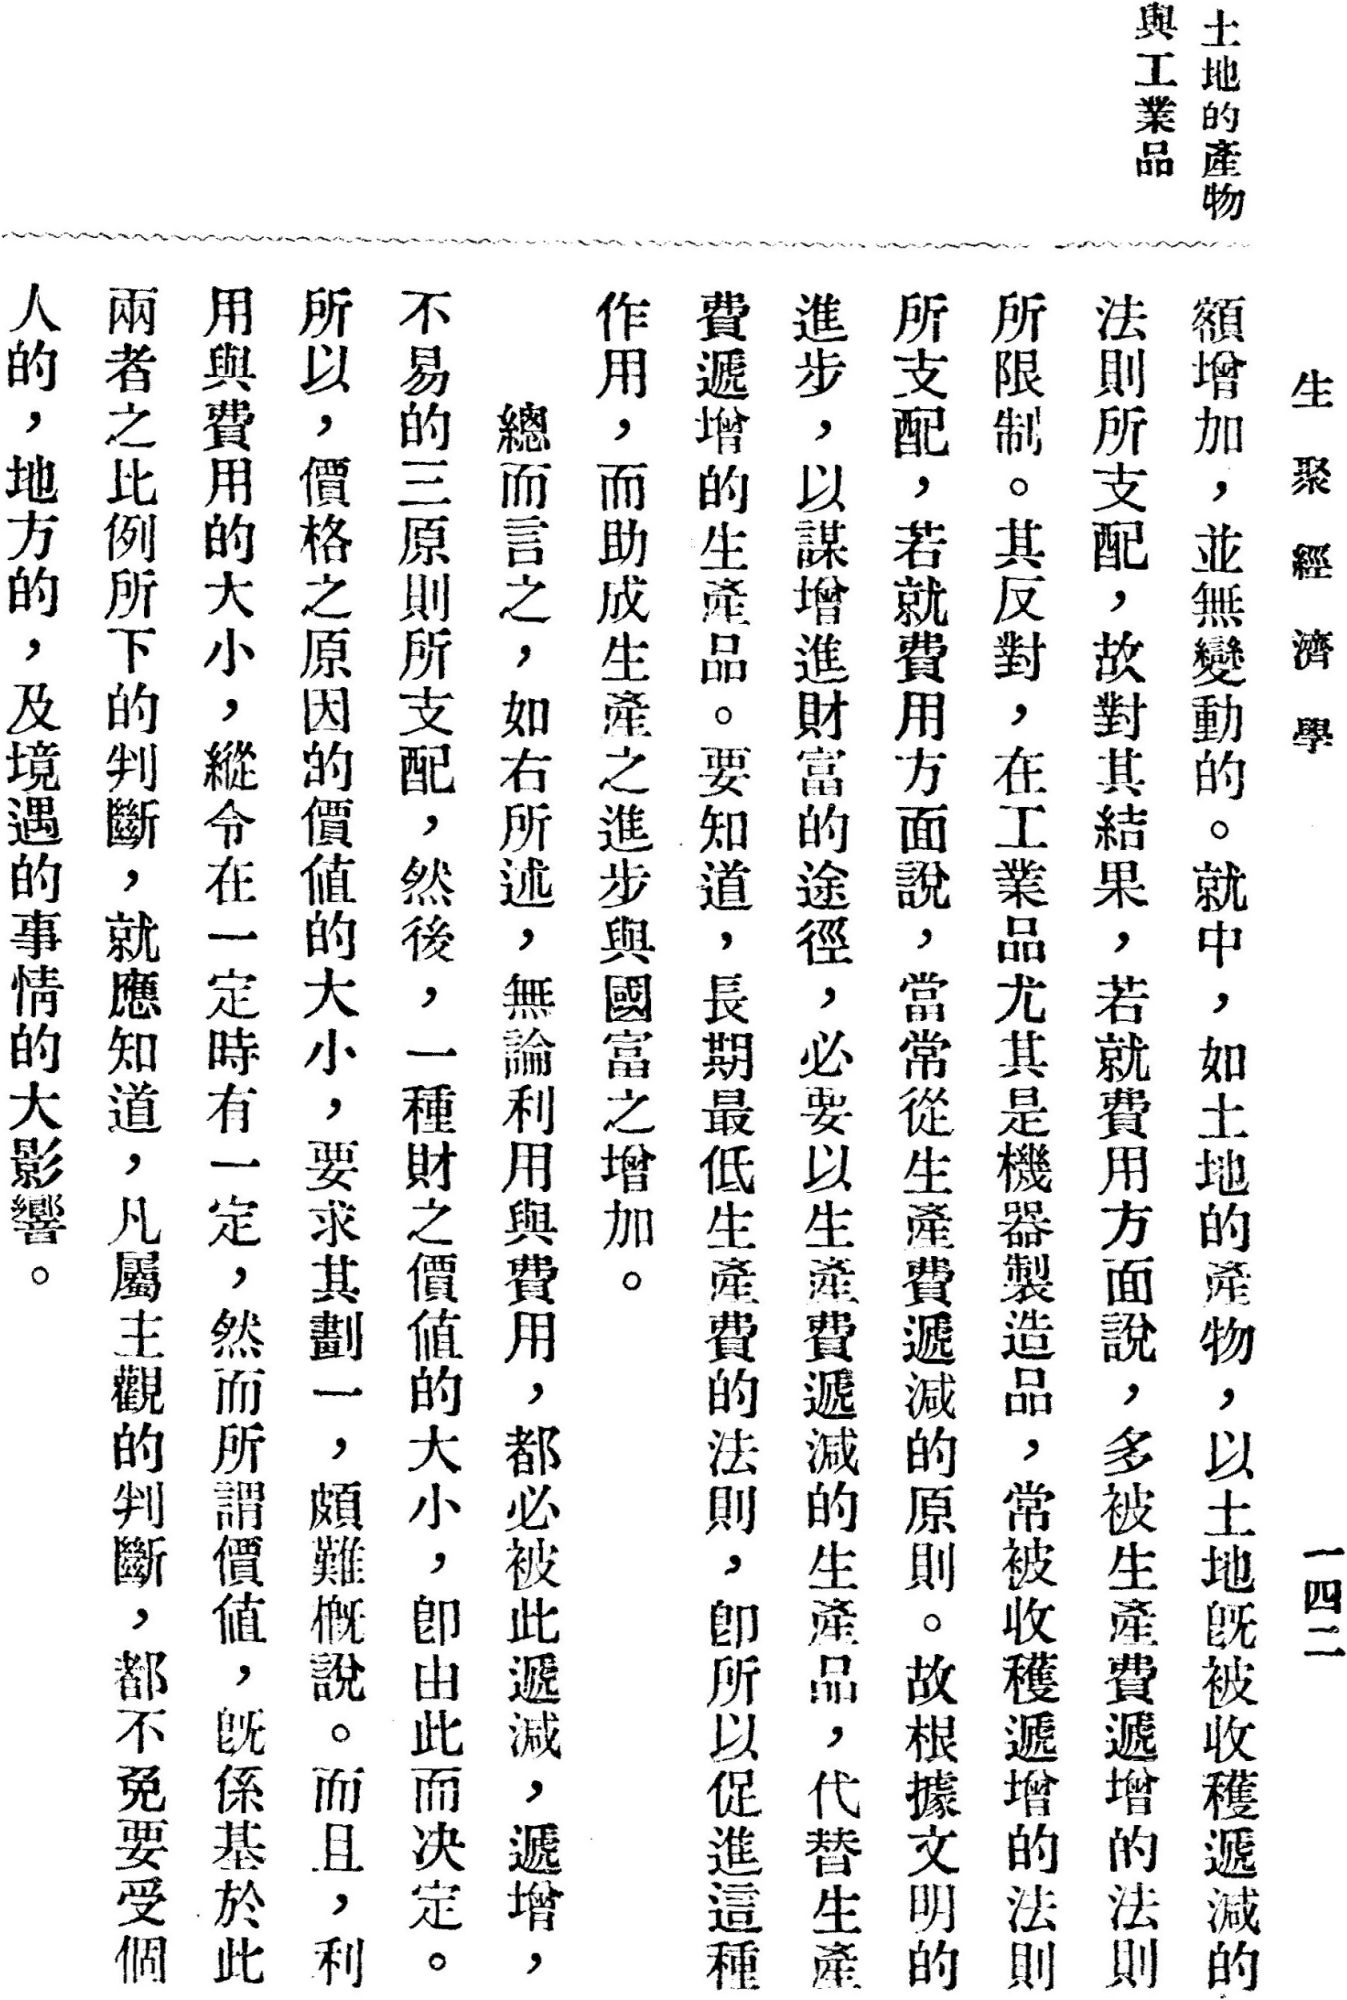 生聚經濟學
一四二
土地的產物
與工業品
額增加，並無變動的。就中，如土地的產物，以土地既被收穫遞減的
法則所支配，故對其結果，若就費用方面說，多被生產費遞增的法則
所限制。其反對，在工業品尤其是機器製造品，常被收穫遞增的法則
所支配，若就費用方面說，當常從生產費遞減的原則。故根據文明的
進步，以謀增進財富的途徑，必要以生產費遞減的生產品，代替生產
費遞增的生產品。要知道，長期最低生產費的法則，卽所以促進這種
作用，而助成生產之進步與國富之增加。
總而言之，如右所述，無論利用與費用，都必被此遞減，遞增，
不易的三原則所支配，然後，一種財之價值的大小，卽由此而決定。
所以，價格之原因的價值的大小，要求其劃一，頗難槪說。而且，利
用與費用的大小，縱令在一定時有一定，然而所謂價值，旣係基於此
兩者之比例所下的判斷，就應知道，凡屬主觀的判斷，都不免要受個
人的，地方的，及境遇的事情的大影響。